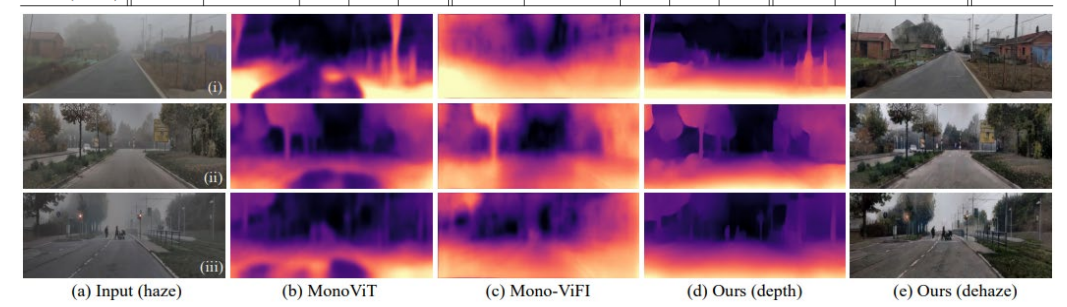 (i)
(ii)
(iii)
(a) Input (haze) (b) MonoViT (c) Mono-ViFI (d) Ours (depth) (e) Ours (dehaze)